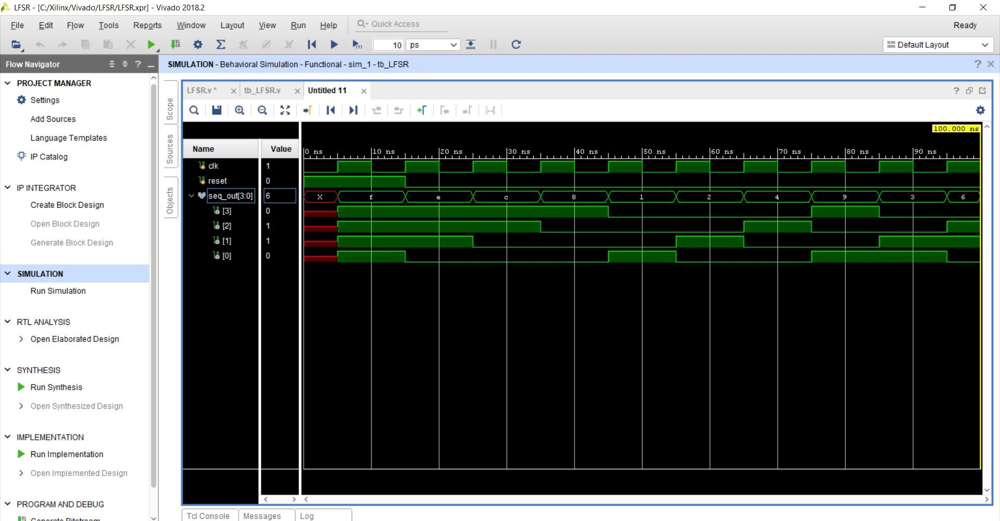 LFSR - [C:/Xilinx/Vivado/LFSR/LFSR.xpr] - Vivado 2018.2
File Edit Flow Tools Reports Window Layout View Run Help Quick Access Ready
10 ps Default Layout
Flow Navigator
SIMULATION - Behavioral Simulation - Functional - sim_1 - tb_LFSR
PROJECT MANAGER
Settings
Add Sources
Language Templates
IP Catalog
IP INTEGRATOR
Create Block Design
Open Block Design
Generate Block Design
SIMULATION
Run Simulation
RTL ANALYSIS
Open Elaborated Design
SYNTHESIS
Run Synthesis
Open Synthesized Design
IMPLEMENTATION
Run Implementation
Open Implemented Design
PROGRAM AND DEBUG
Generate Bitstream
Scope
Sources
Objects
LFSR.v * tb_LFSR.v Untitled 11
100.000 ns
Name Value
0 ns 10 ns 20 ns 30 ns 40 ns 50 ns 60 ns 70 ns 80 ns 90 ns
clk 1
reset 0
seq_out[3:0] 6 X f e c 8 1 2 4 9 3 6
[3] 0
[2] 1
[1] 1
[0] 0
Tcl Console Messages Log